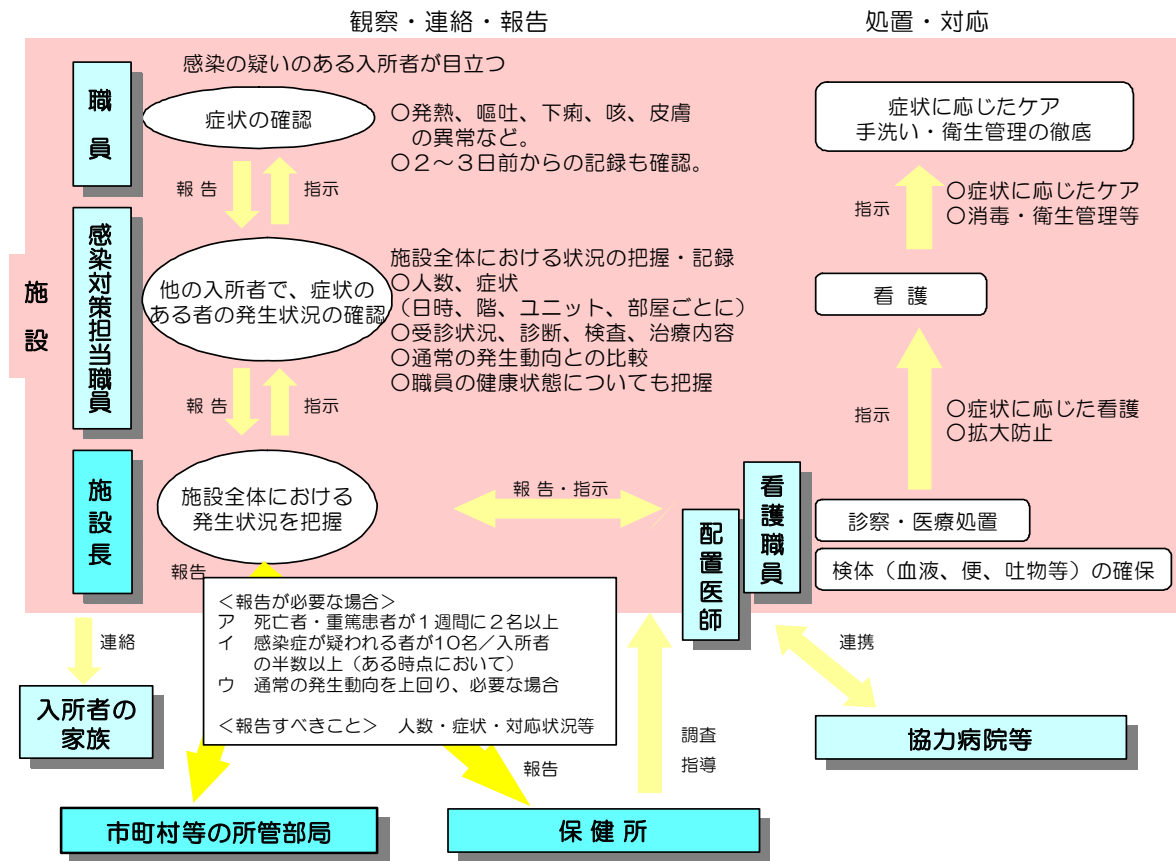 観察・連絡・報告
処置・対応
感染の疑いのある入所者が目立つ
職員
症状の確認
○発熱、嘔吐、下痢、咳、皮膚
の異常など。
○２～３日前からの記録も確認。
症状に応じたケア
手洗い・衛生管理の徹底
報 告
指示
指示
○症状に応じたケア
○消毒・衛生管理等
施設
感染対策担当職員
他の入所者で、症状の
ある者の発生状況の確認
施設全体における状況の把握・記録
○人数、症状
（日時、階、ユニット、部屋ごとに）
○受診状況、診断、検査、治療内容
○通常の発生動向との比較
○職員の健康状態についても把握
看 護
報 告
指示
指示
○症状に応じた看護
○拡大防止
施設長
施設全体における
発生状況を把握
報 告・指示
配置医師
看護職員
診察・医療処置
検体（血液、便、吐物等）の確保
報告
＜報告が必要な場合＞
ア　死亡者・重篤患者が１週間に２名以上
イ　感染症が疑われる者が10名／入所者
の半数以上（ある時点において）
ウ　通常の発生動向を上回り、必要な場合
＜報告すべきこと＞　人数・症状・対応状況等
連絡
連携
入所者の
家族
調査
指導
協力病院等
報告
市町村等の所管部局
保 健 所